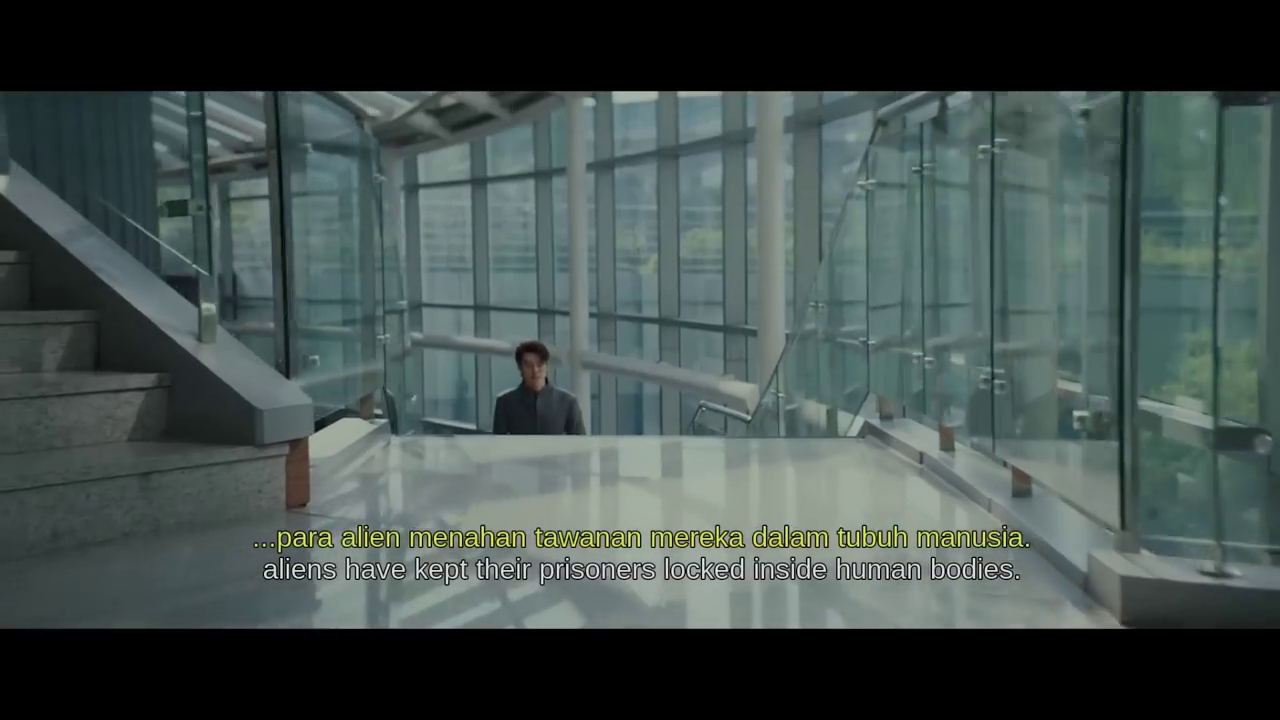 ...para alien menahan tawanan mereka dalam tubuh manusia.
aliens have kept their prisoners locked inside human bodies.